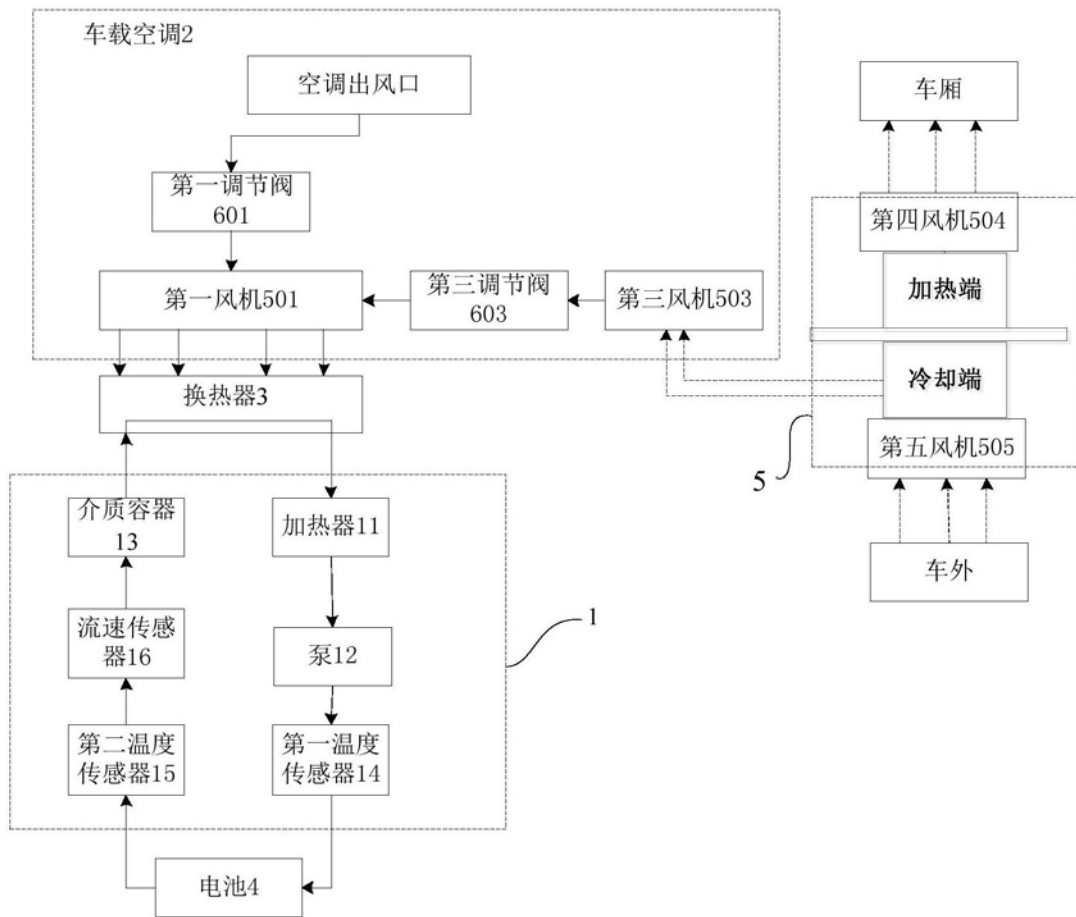 车载空调2
空调出风口
第一调节阀
601
第一风机501
第三调节阀
603
第三风机503
换热器3
车厢
第四风机504
加热端
冷却端
第五风机505
车外
5
介质容器
13
加热器11
流速传感
器16
泵12
1
第二温度
传感器15
第一温度
传感器14
电池4